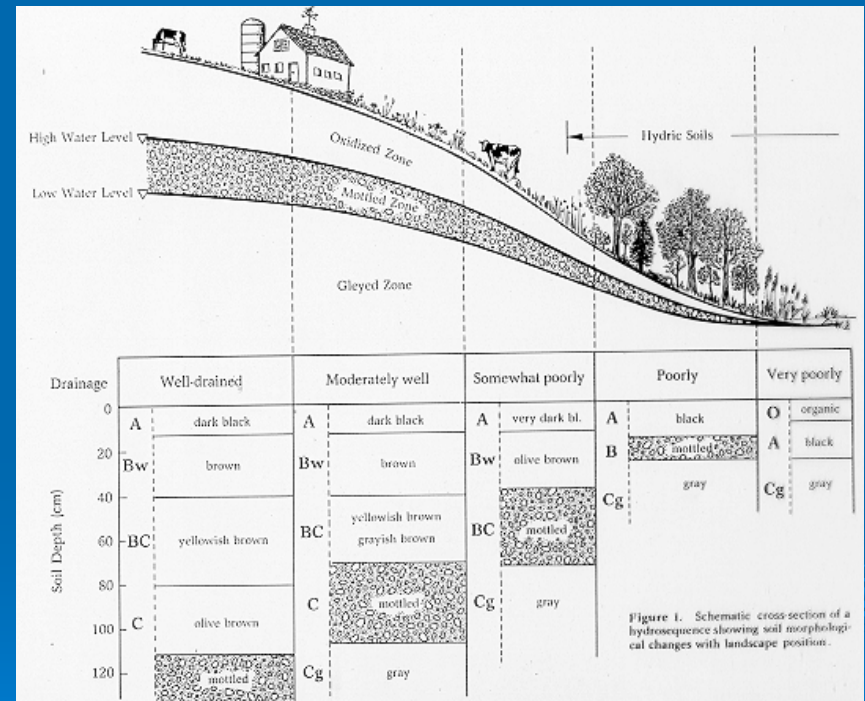 High Water Level
Low Water Level
Oxidized Zone
Mottled Zone
Gleyed Zone
Hydric Soils
Drainage
Well-drained
Moderately well
Somewhat poorly
Poorly
Very poorly
Soil Depth (cm)
0
20
40
60
80
100
120
A dark black
Bw brown
BC yellowish brown
C olive brown
mottled
A dark black
Bw brown
BC yellowish brown
grayish brown
C mottled
Cg gray
A very dark bl.
Bw olive brown
BC mottled
Cg gray
A black
B mottled
Cg gray
O organic
A black
Cg gray
Figure 1. Schematic cross-section of a
hydrosequence showing soil morphologi-
cal changes with landscape position.